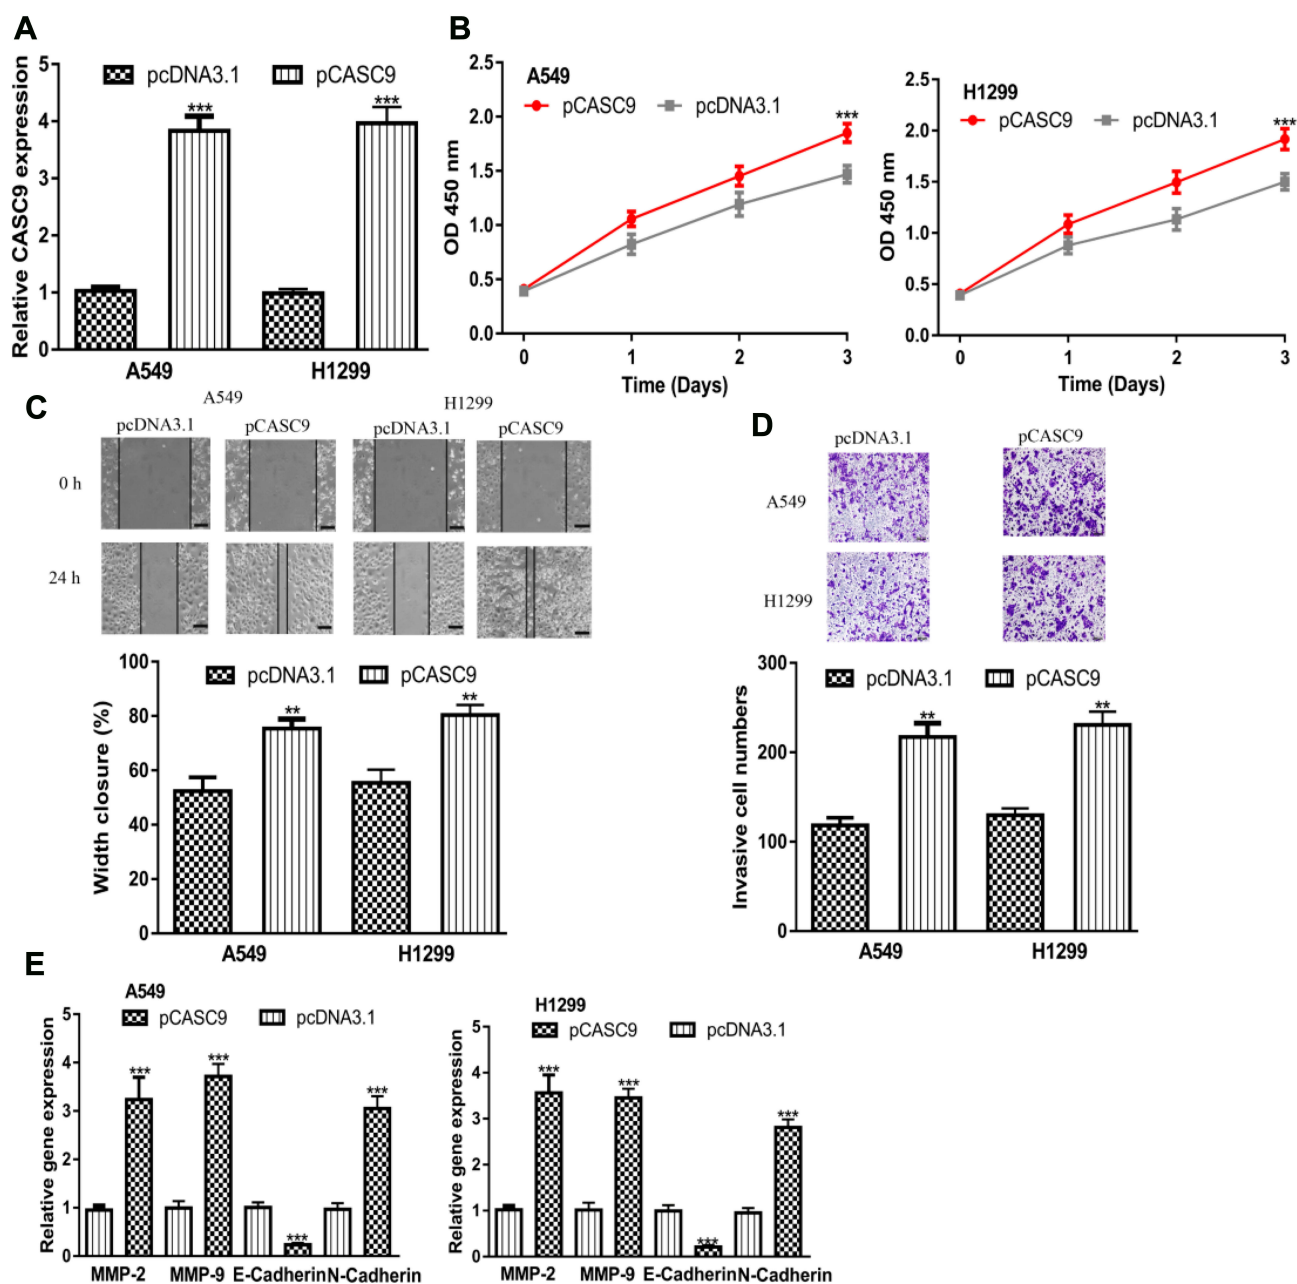 A
Relative CASC9 expression
5
4
3
2
1
0
pcDNA3.1 pCASC9
*** ***
A549 H1299
B
OD 450 nm
2.5
2.0
1.5
1.0
0.5
0.0
A549
pCASC9 pcDNA3.1
***
0 1 2 3
Time (Days)
OD 450 nm
2.5
2.0
1.5
1.0
0.5
0.0
H1299
pCASC9 pcDNA3.1
***
0 1 2 3
Time (Days)
C
A549 H1299
pcDNA3.1 pCASC9 pcDNA3.1 pCASC9
0 h
24 h
Width closure (%)
100
80
60
40
20
0
pcDNA3.1 pCASC9
** **
A549 H1299
D
pcDNA3.1 pCASC9
A549
H1299
Invasive cell numbers
300
200
100
0
pcDNA3.1 pCASC9
** **
A549 H1299
E
A549
pCASC9 pcDNA3.1
Relative gene expression
5
4
3
2
1
0
*** *** *** ***
MMP-2 MMP-9 E-Cadherin N-Cadherin
H1299
pCASC9 pcDNA3.1
Relative gene expression
5
4
3
2
1
0
*** *** *** ***
MMP-2 MMP-9 E-Cadherin N-Cadherin